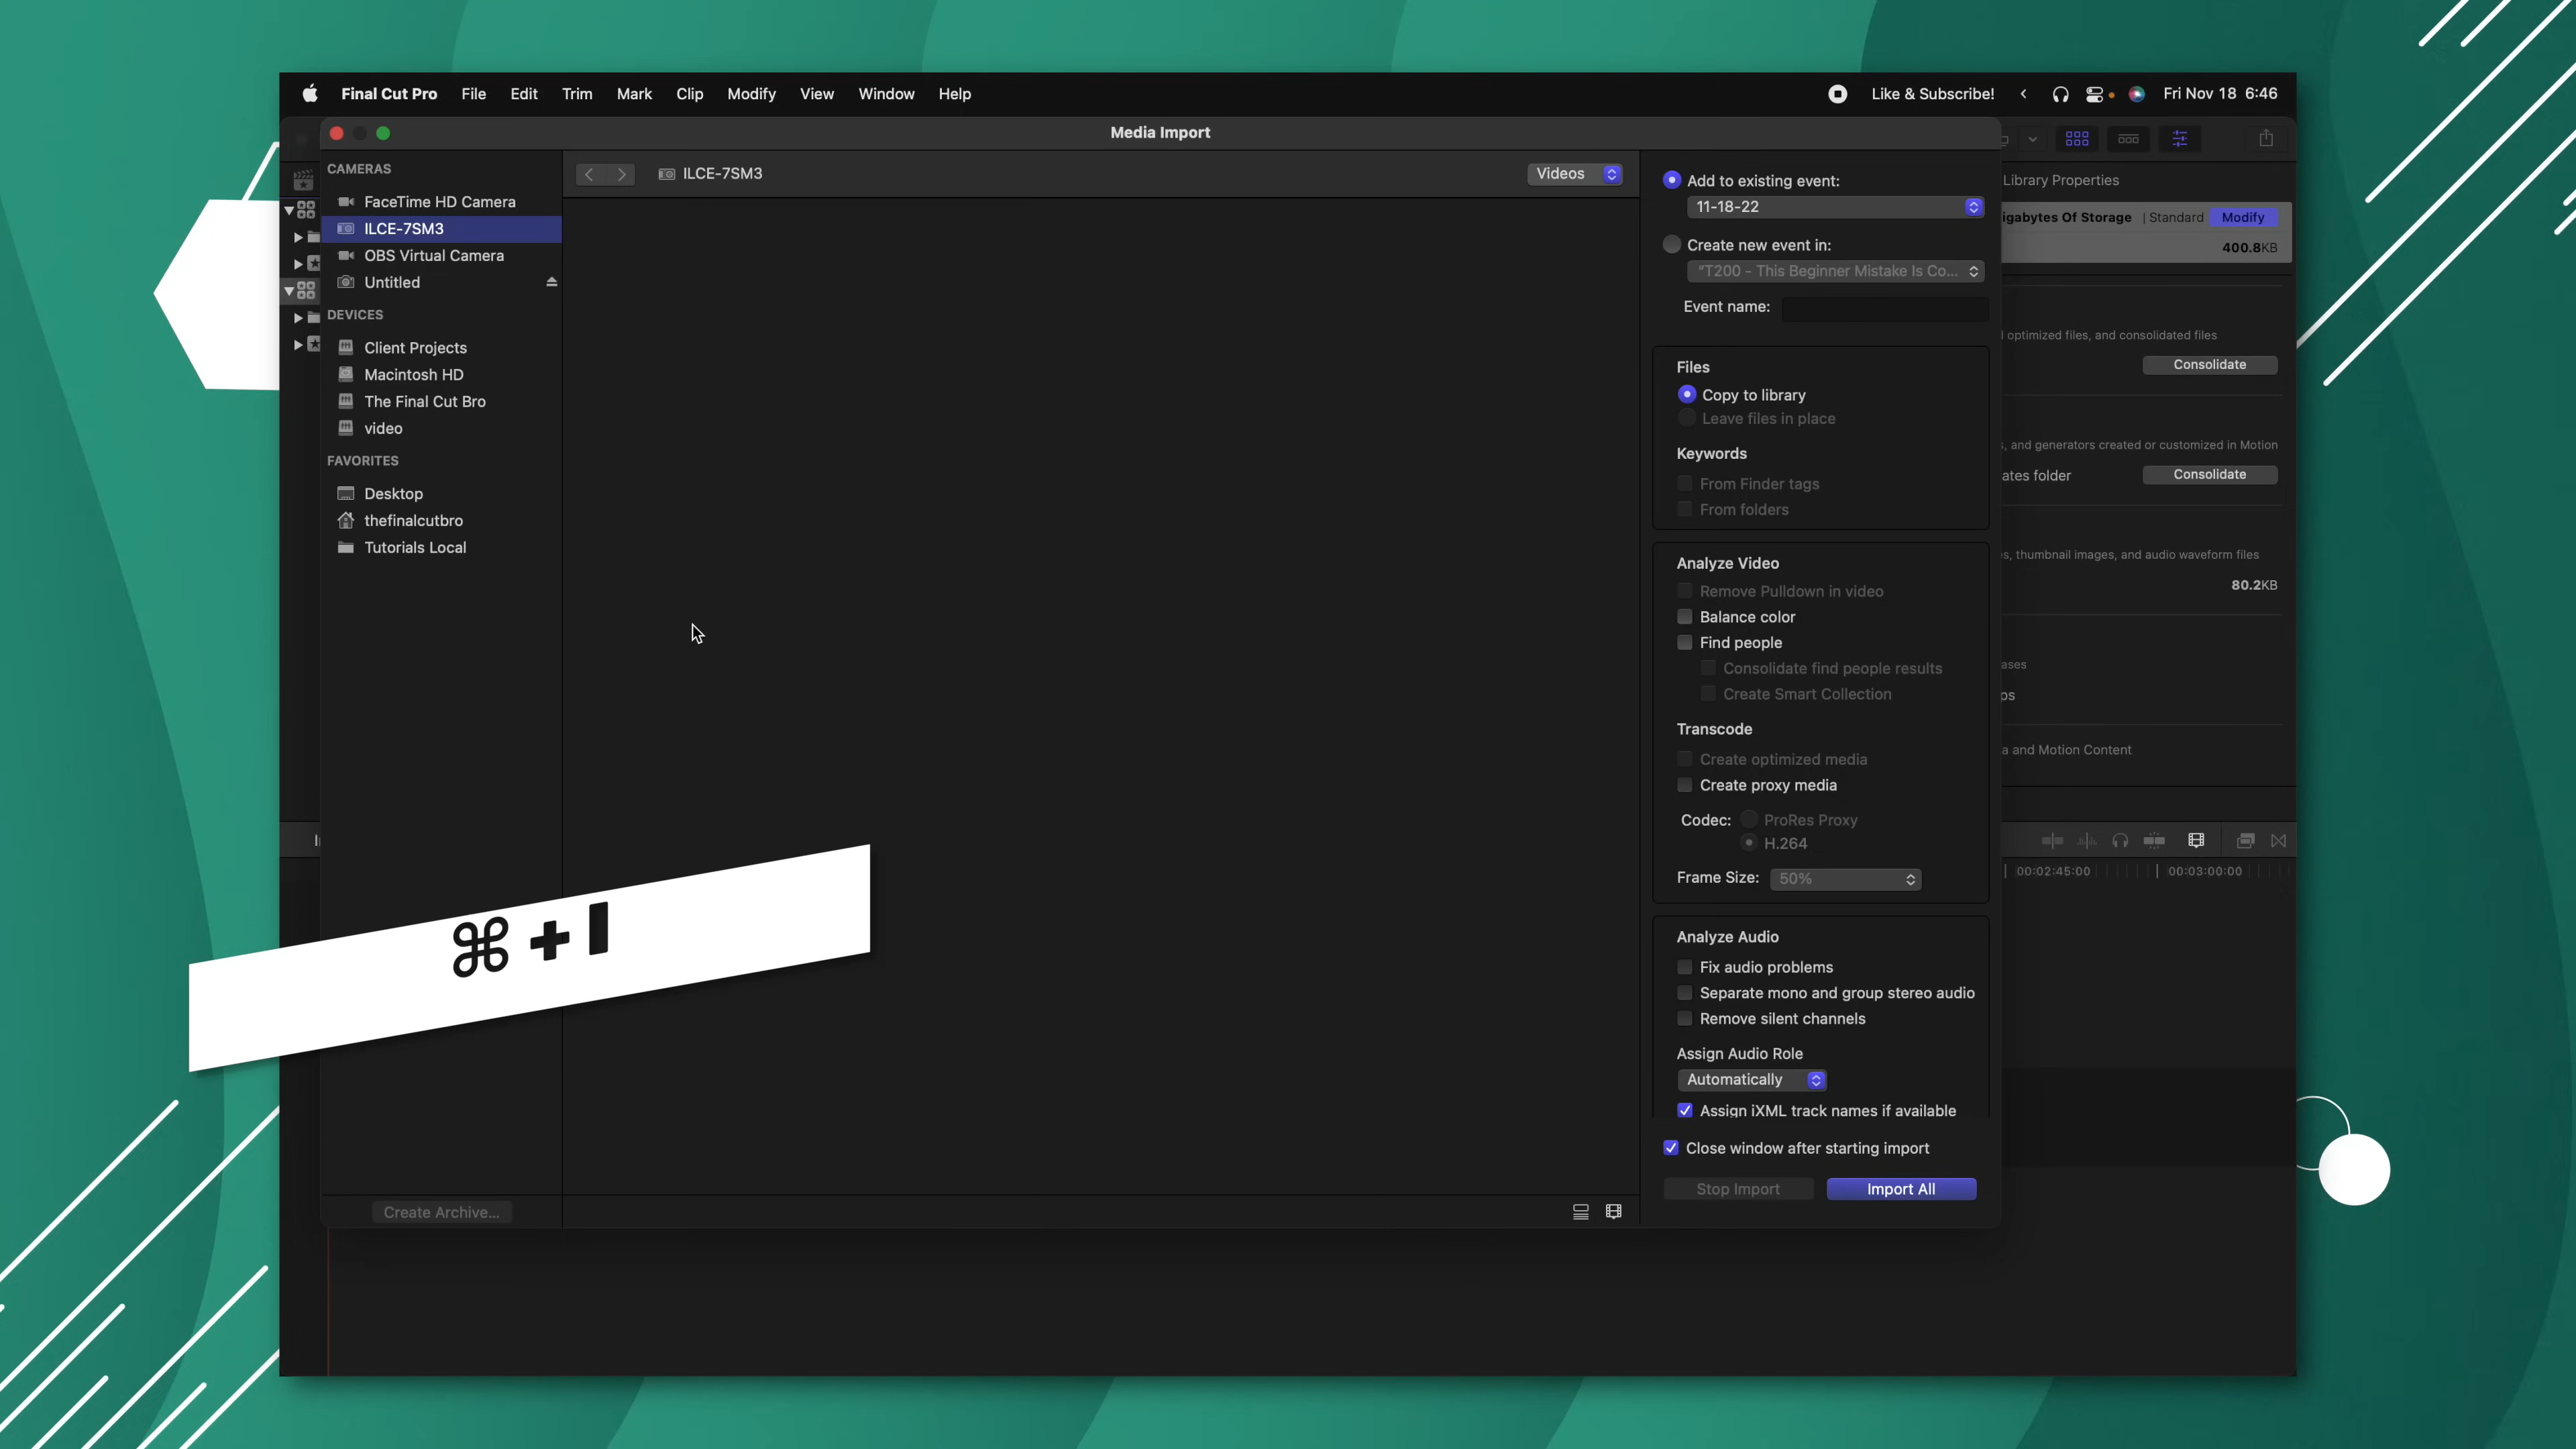 Final Cut Pro File Edit Trim Mark Clip Modify View Window Help Like & Subscribe! Fri Nov 18 6:46
Media Import
CAMERAS
FaceTime HD Camera
ILCE-7SM3
OBS Virtual Camera
Untitled
DEVICES
Client Projects
Macintosh HD
The Final Cut Bro
video
FAVORITES
Desktop
thefinalcutbro
Tutorials Local
Create Archive...
ILCE-7SM3
Videos
Add to existing event:
11-18-22
Create new event in:
"T200 - This Beginner Mistake Is Co...
Event name:
Files
Copy to library
Leave files in place
Keywords
From Finder tags
From folders
Analyze Video
Remove Pulldown in video
Balance color
Find people
Consolidate find people results
Create Smart Collection
Transcode
Create optimized media
Create proxy media
Codec: ProRes Proxy
H.264
Frame Size: 50%
Analyze Audio
Fix audio problems
Separate mono and group stereo audio
Remove silent channels
Assign Audio Role
Automatically
Assign iXML track names if available
Close window after starting import
Stop Import Import All
Library Properties
igabytes Of Storage | Standard Modify
400.8KB
optimized files, and consolidated files
Consolidate
, and generators created or customized in Motion
ates folder Consolidate
s, thumbnail images, and audio waveform files
80.2KB
ases
ps
a and Motion Content
00:02:45:00 00:03:00:00
⌘ + I